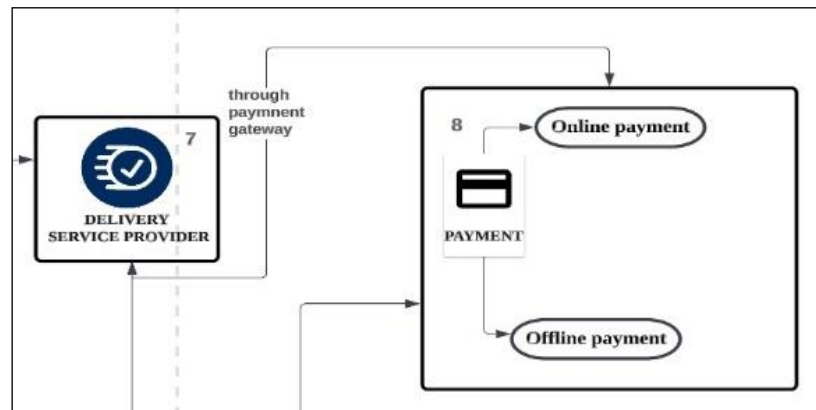 through
paymnent
gateway
7
DELIVERY
SERVICE PROVIDER
8
Online payment
PAYMENT
Offline payment